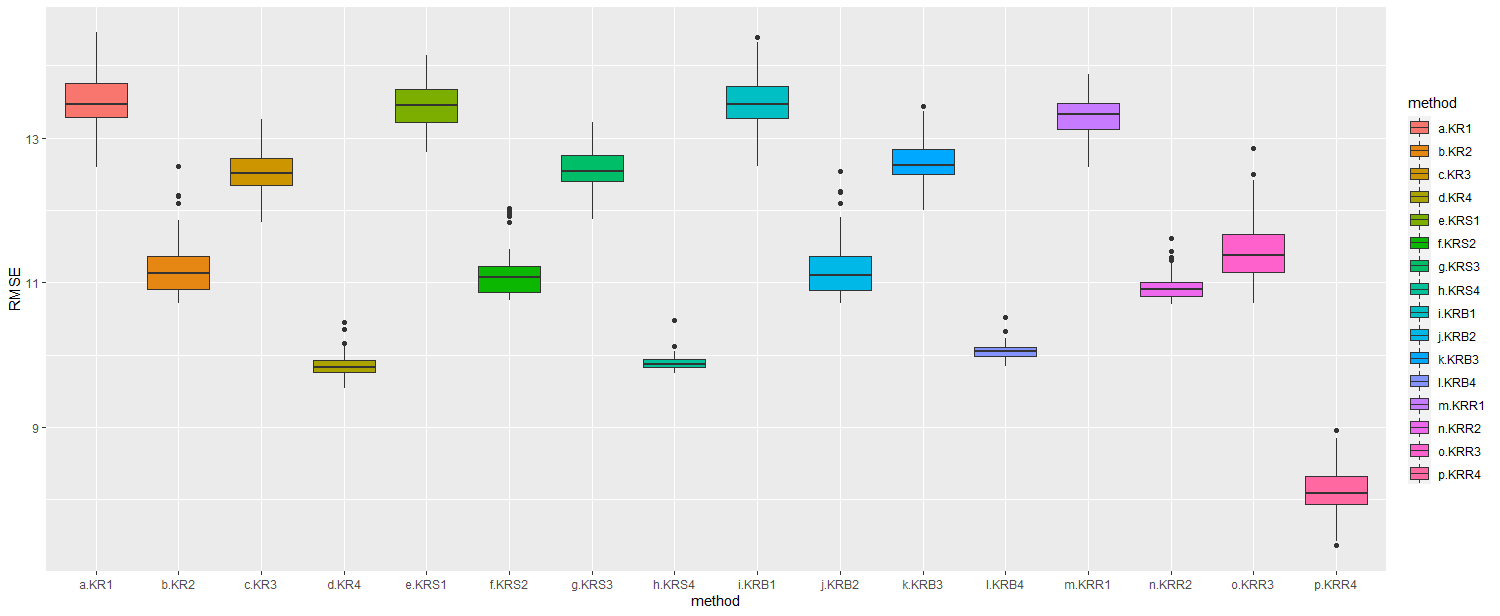 RMSE
13
11
9
a.KR1 b.KR2 c.KR3 d.KR4 e.KRS1 f.KRS2 g.KRS3 h.KRS4 i.KRB1 j.KRB2 k.KRB3 l.KRB4 m.KRR1 n.KRR2 o.KRR3 p.KRR4
method
method
a.KR1
b.KR2
c.KR3
d.KR4
e.KRS1
f.KRS2
g.KRS3
h.KRS4
i.KRB1
j.KRB2
k.KRB3
l.KRB4
m.KRR1
n.KRR2
o.KRR3
p.KRR4